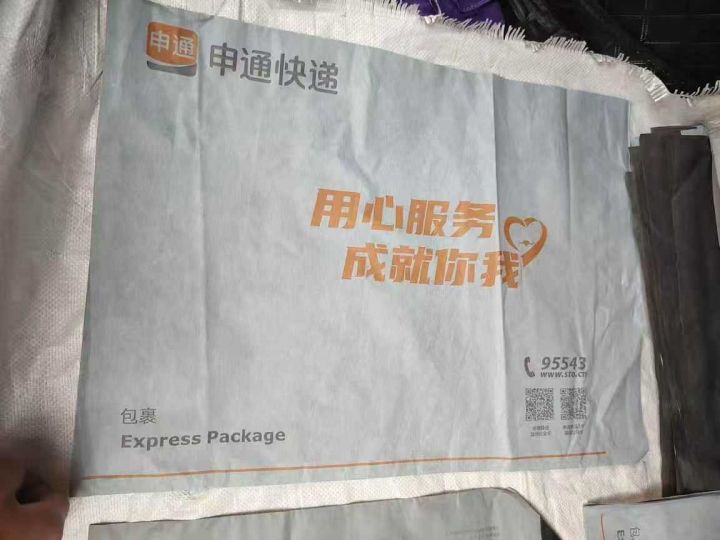 申通
申通快递
用心服务
成就你我
95543
www.sto.cn
包裹
Express Package